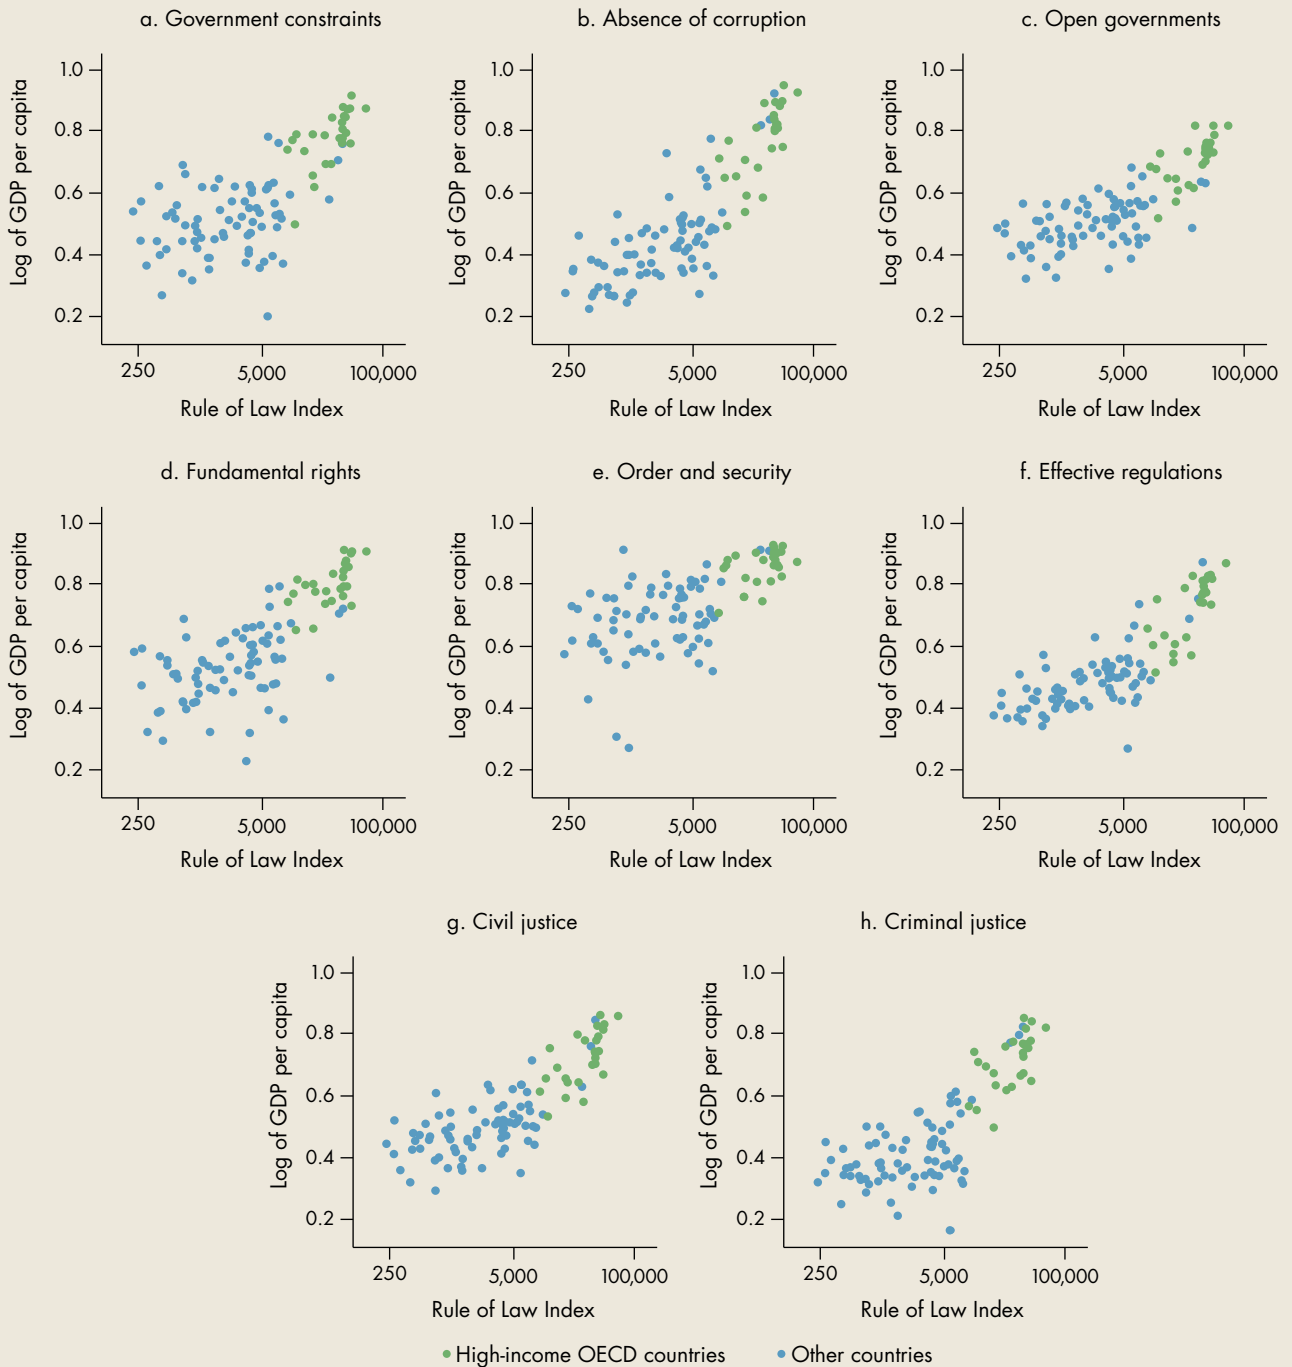 a. Government constraints
1.0
0.8
0.6
0.4
0.2
Log of GDP per capita
250 5,000 100,000
Rule of Law Index
b. Absence of corruption
1.0
0.8
0.6
0.4
0.2
Log of GDP per capita
250 5,000 100,000
Rule of Law Index
c. Open governments
1.0
0.8
0.6
0.4
0.2
Log of GDP per capita
250 5,000 100,000
Rule of Law Index
d. Fundamental rights
1.0
0.8
0.6
0.4
0.2
Log of GDP per capita
250 5,000 100,000
Rule of Law Index
e. Order and security
1.0
0.8
0.6
0.4
0.2
Log of GDP per capita
250 5,000 100,000
Rule of Law Index
f. Effective regulations
1.0
0.8
0.6
0.4
0.2
Log of GDP per capita
250 5,000 100,000
Rule of Law Index
g. Civil justice
1.0
0.8
0.6
0.4
0.2
Log of GDP per capita
250 5,000 100,000
Rule of Law Index
h. Criminal justice
1.0
0.8
0.6
0.4
0.2
Log of GDP per capita
250 5,000 100,000
Rule of Law Index
High-income OECD countries Other countries